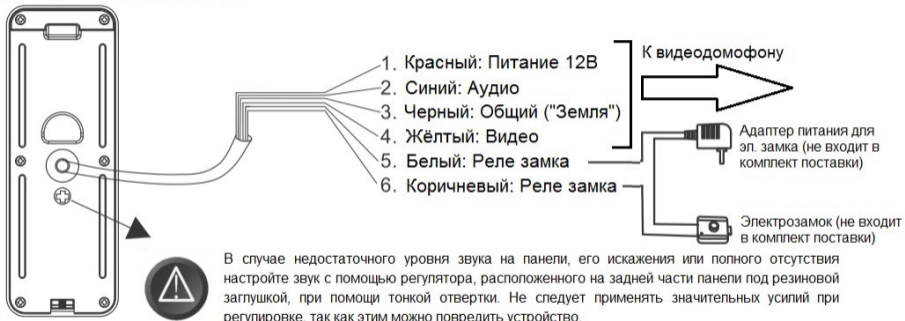 1. Красный: Питание 12В
2. Синий: Аудио
3. Черный: Общий ("Земля")
4. Жёлтый: Видео
5. Белый: Реле замка
6. Коричневый: Реле замка
К видеодомофону
Адаптер питания для
эл. замка (не входит в
комплект поставки)
Электрозамок (не входит
в комплект поставки)
В случае недостаточного уровня звука на панели, его искажения или полного отсутствия
настройте звук с помощью регулятора, расположенного на задней части панели под резиновой
заглушкой, при помощи тонкой отвертки. Не следует применять значительных усилий при
регулировке, так как этим можно повредить устройство.